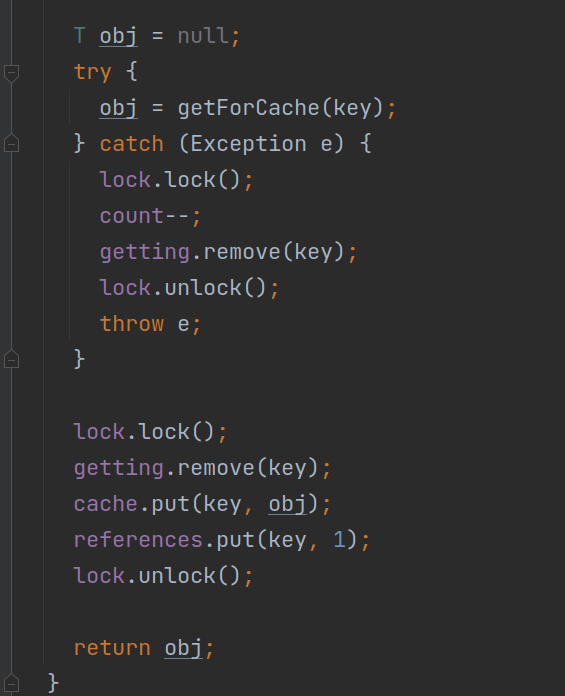 T obj = null;
try {
obj = getForCache(key);
} catch (Exception e) {
lock.lock();
count--;
getting.remove(key);
lock.unlock();
throw e;
}
lock.lock();
getting.remove(key);
cache.put(key, obj);
references.put(key, 1);
lock.unlock();
return obj;
}